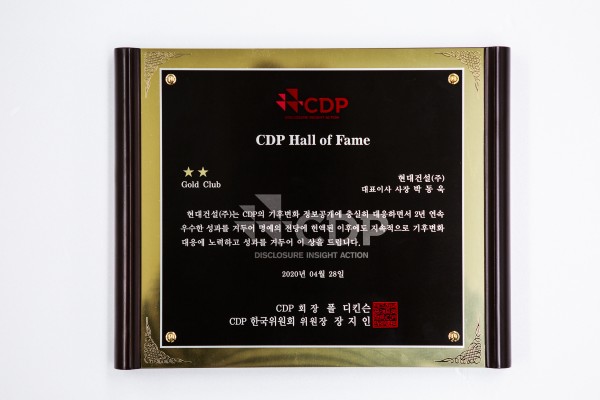 CDP
DISCLOSURE INSIGHT ACTION
CDP Hall of Fame
★★
Gold Club
현대건설(주)
대표이사 사장 박 동 욱
CDP
DISCLOSURE INSIGHT ACTION
현대건설(주)는 CDP의 기후변화 정보공개에 충실히 대응하면서 2년 연속
우수한 성과를 거두어 명예의 전당에 헌액된 이후에도 지속적으로 기후변화
대응에 노력하고 성과를 거두어 이 상을 드립니다.
2020년 04월 28일
CDP 회 장 폴 디킨슨
CDP 한국위원회 위원장 장 지 인